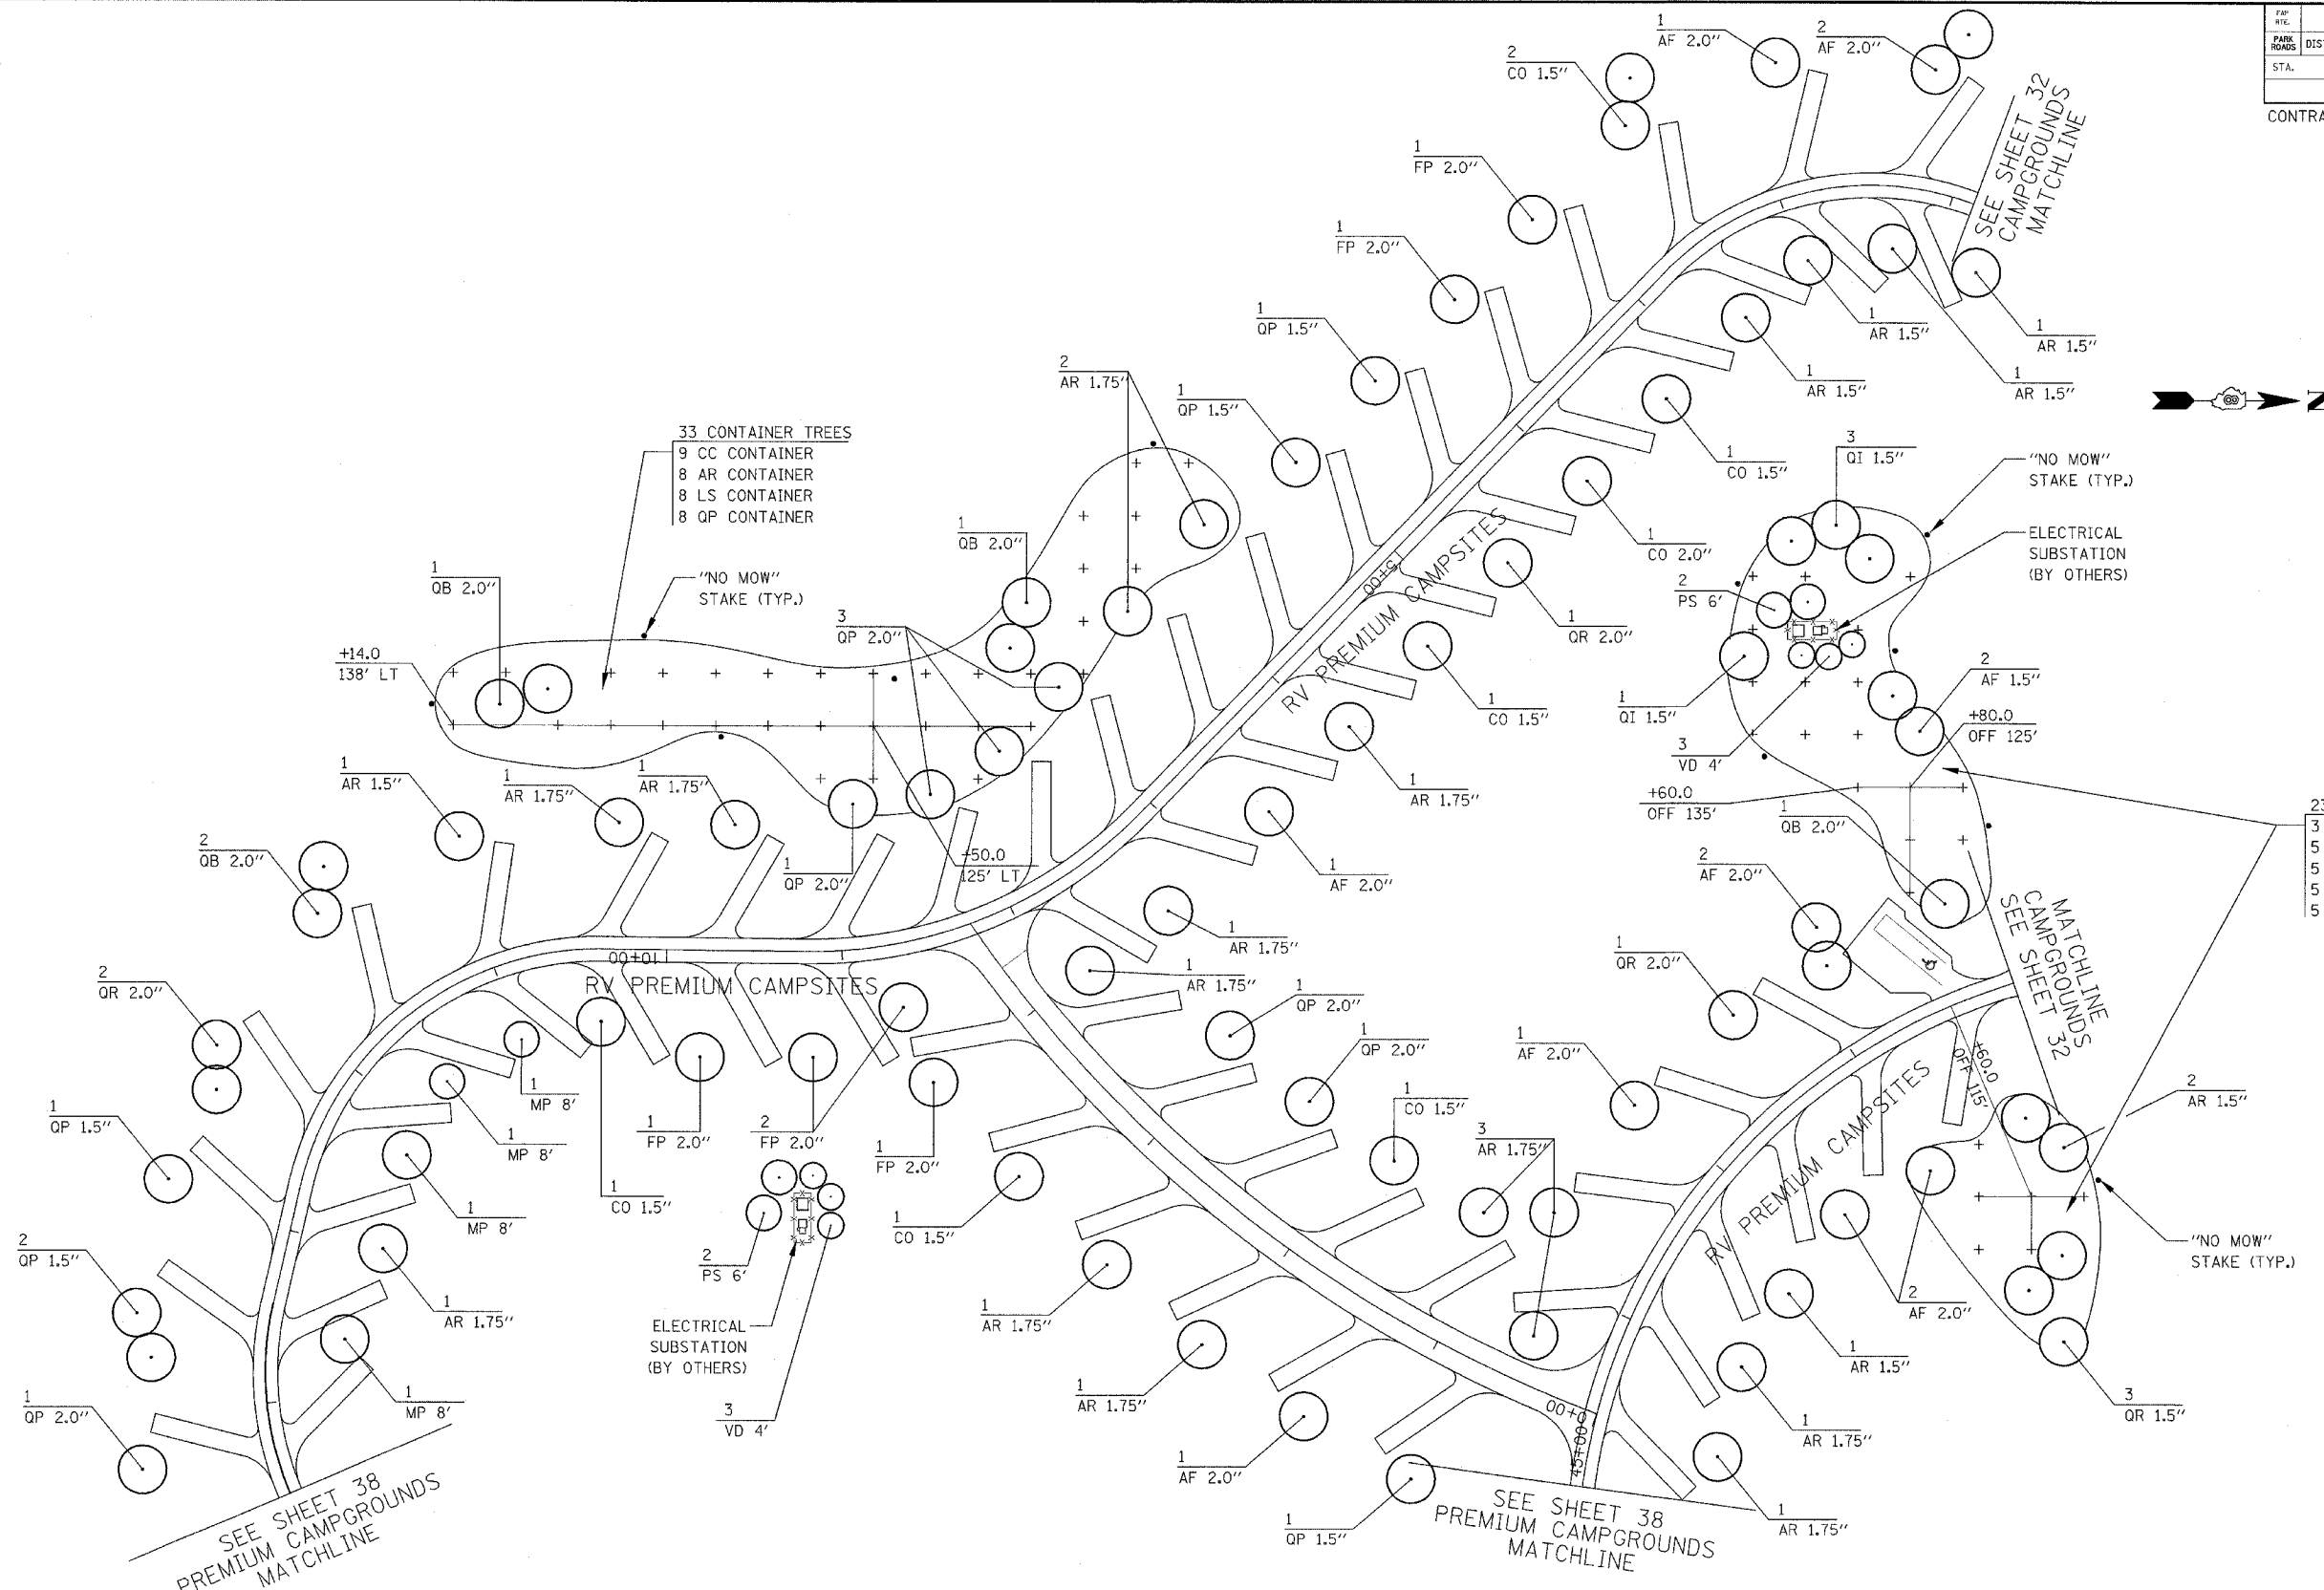 1
AF 2.0"
2
AF 2.0"
2
CO 1.5"
PARK
ROADS
STA.
SEE SHEET 32
CAMPGROUNDS
MATCHLINE
1
FP 2.0"
1
FP 2.0"
1
QP 1.5"
1
QP 1.5"
2
AR 1.75"
1
AR 1.5"
1
AR 1.5"
1
AR 1.5"
1
AR 1.5"
1
CO 1.5"
1
CO 2.0"
1
QR 2.0"
1
CO 1.5"
1
AR 1.75"
1
AF 2.0"
1
AR 1.75"
1
AR 1.75"
N
33 CONTAINER TREES
9 CC CONTAINER
8 AR CONTAINER
8 LS CONTAINER
8 QP CONTAINER
1
QB 2.0"
1
QB 2.0"
"NO MOW"
STAKE (TYP.)
3
QP 2.0"
+14.0
138' LT
5+00
RV PREMIUM CAMPSITES
3
QI 1.5"
"NO MOW"
STAKE (TYP.)
ELECTRICAL
SUBSTATION
(BY OTHERS)
2
PS 6'
1
QI 1.5"
3
VD 4'
2
AF 1.5"
+80.0
OFF 125'
+60.0
OFF 135'
1
QB 2.0"
2
AF 2.0"
23
3
5
5
5
5
MATCHLINE
CAMPGROUNDS
SEE SHEET 32
1
AR 1.5"
1
AR 1.75"
1
AR 1.75"
2
QB 2.0"
1
QP 2.0"
+50.0
125' LT
10+00
RV PREMIUM CAMPSITES
2
QR 2.0"
1
QP 1.5"
2
QP 1.5"
1
QP 2.0"
1
MP 8'
1
MP 8'
1
MP 8'
1
AR 1.75"
1
MP 8'
1
CO 1.5"
1
FP 2.0"
2
FP 2.0"
1
FP 2.0"
2
PS 6'
ELECTRICAL
SUBSTATION
(BY OTHERS)
3
VD 4'
1
CO 1.5"
1
AR 1.75"
1
AR 1.75"
1
AF 2.0"
1
QP 1.5"
1
QP 2.0"
1
QP 2.0"
1
CO 1.5"
3
AR 1.75"
1
AF 2.0"
1
QR 2.0"
RV PREMIUM CAMPSITES
+60.0
OFF 115'
2
AR 1.5"
"NO MOW"
STAKE (TYP.)
2
AF 2.0"
1
AR 1.5"
1
AR 1.75"
1
AR 1.75"
3
QR 1.5"
0+00
45+00
SEE SHEET 38
PREMIUM CAMPGROUNDS
MATCHLINE
SEE SHEET 38
PREMIUM CAMPGROUNDS
MATCHLINE